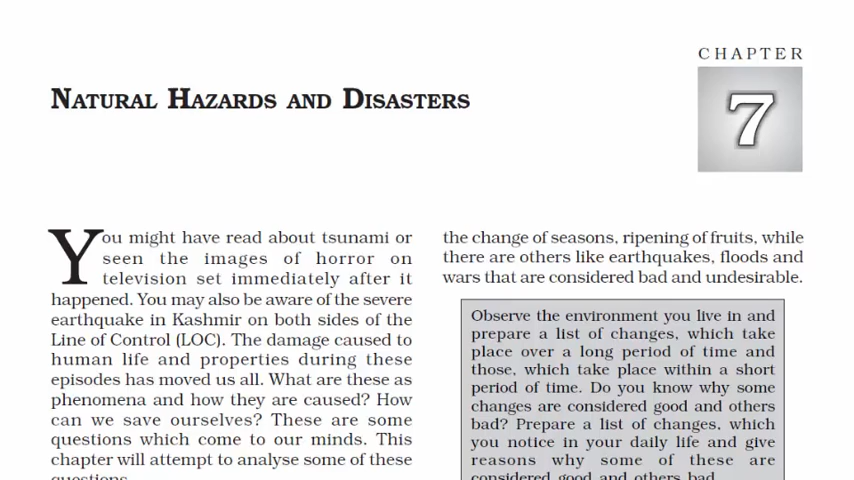 CHAPTER
7
NATURAL HAZARDS AND DISASTERS
You might have read about tsunami or
seen the images of horror on
television set immediately after it
happened. You may also be aware of the severe
earthquake in Kashmir on both sides of the
Line of Control (LOC). The damage caused to
human life and properties during these
episodes has moved us all. What are these as
phenomena and how they are caused? How
can we save ourselves? These are some
questions which come to our minds. This
chapter will attempt to analyse some of these
questions.
the change of seasons, ripening of fruits, while
there are others like earthquakes, floods and
wars that are considered bad and undesirable.
Observe the environment you live in and
prepare a list of changes, which take
place over a long period of time and
those, which take place within a short
period of time. Do you know why some
changes are considered good and others
bad? Prepare a list of changes, which
you notice in your daily life and give
reasons why some of these are
considered good and others bad.